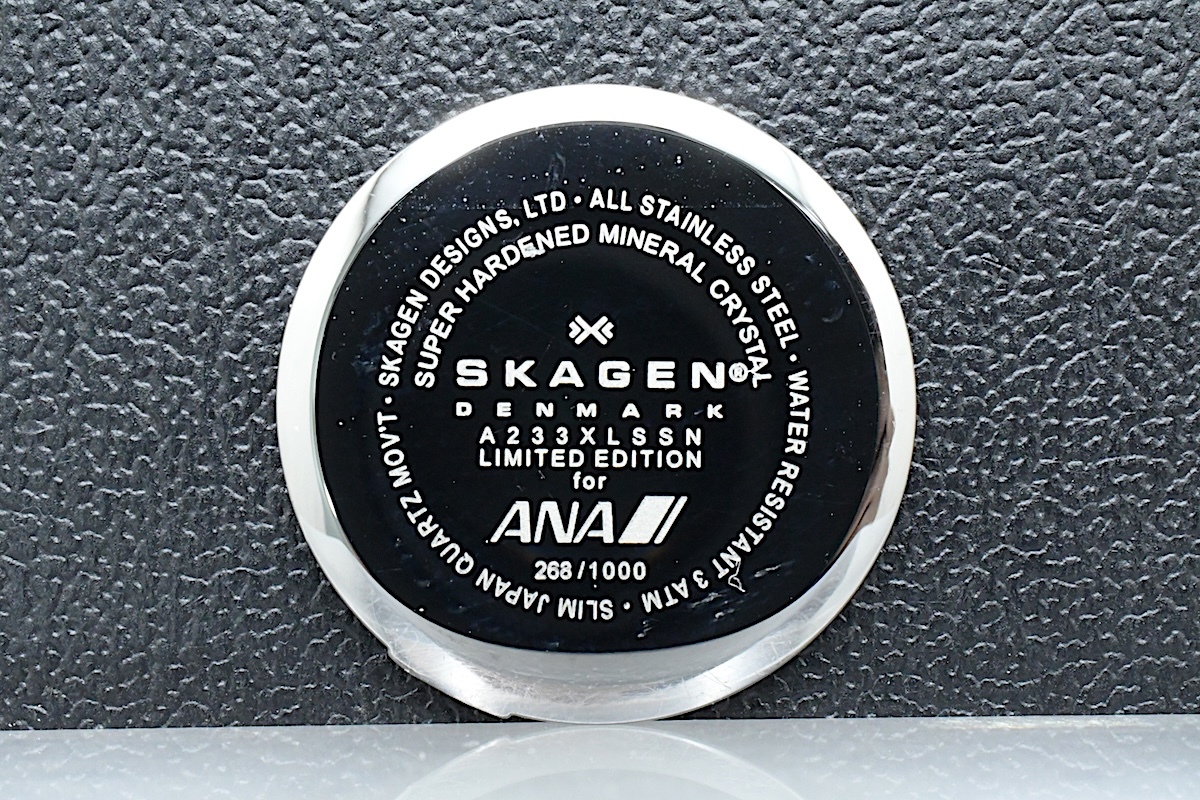 SKAGEN DESIGNS, LTD · ALL STAINLESS STEEL · WATER RESISTANT 3 ATM · SLIM JAPAN QUARTZ MOV'T ·
SUPER HARDENED MINERAL CRYSTAL
SKAGEN®
DENMARK
A233XLSSN
LIMITED EDITION
for
ANA
268/1000